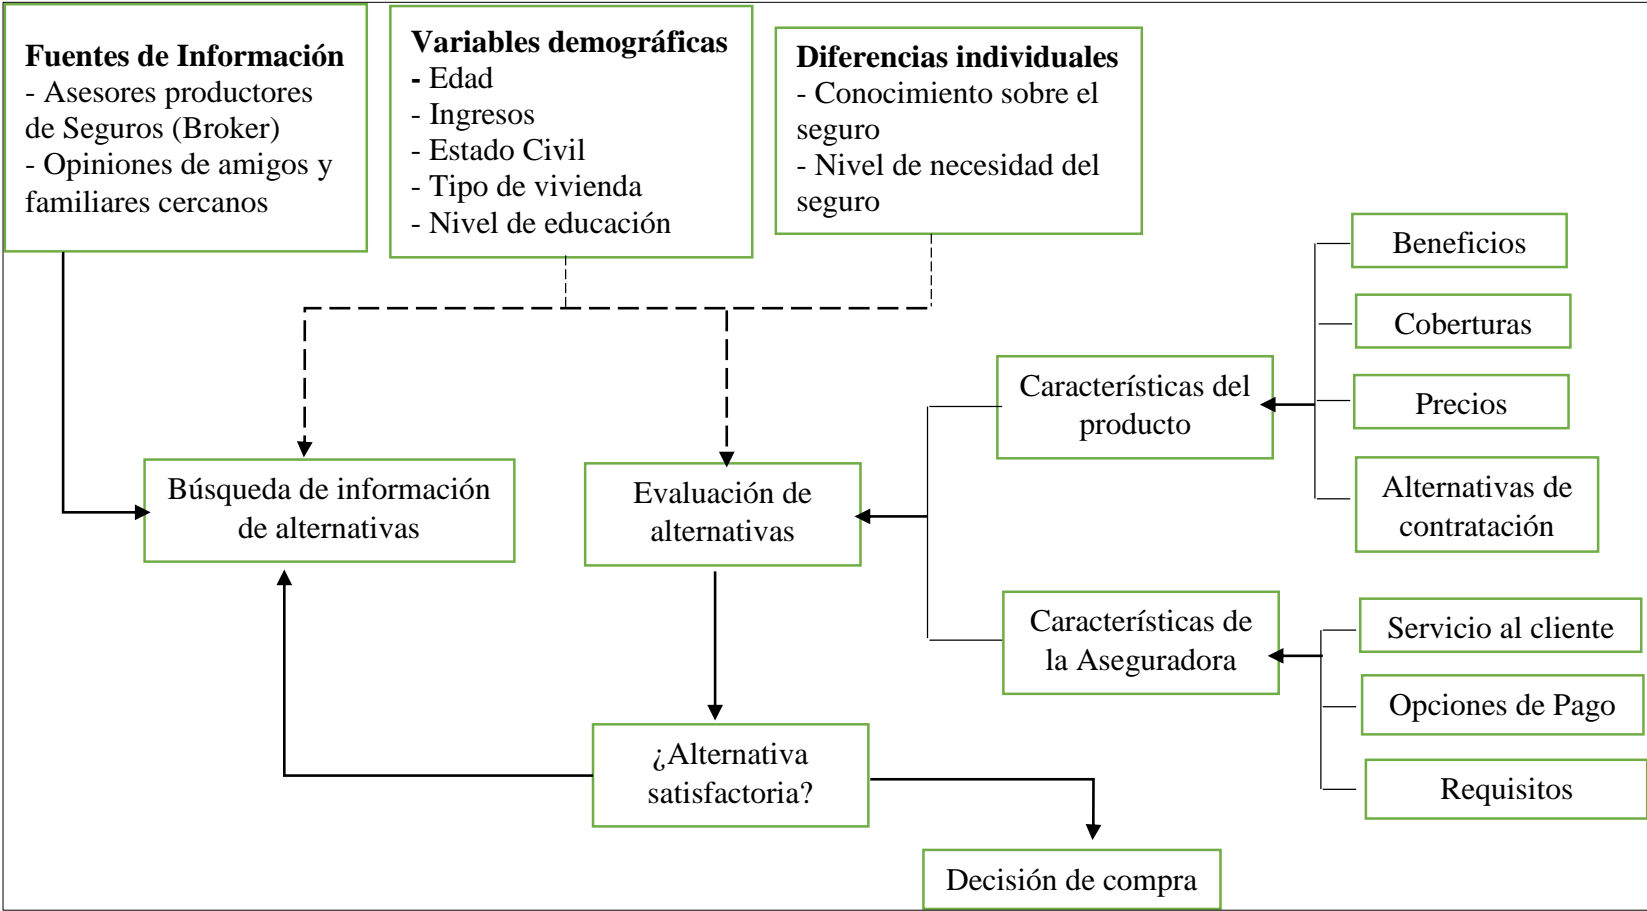 Fuentes de Información
- Asesores productores
de Seguros (Broker)
- Opiniones de amigos y
familiares cercanos
Variables demográficas
- Edad
- Ingresos
- Estado Civil
- Tipo de vivienda
- Nivel de educación
Diferencias individuales
- Conocimiento sobre el
seguro
- Nivel de necesidad del
seguro
Beneficios
Coberturas
Precios
Alternativas de
contratación
Características del
producto
Búsqueda de información
de alternativas
Evaluación de
alternativas
Características de
la Aseguradora
Servicio al cliente
Opciones de Pago
Requisitos
¿Alternativa
satisfactoria?
Decisión de compra